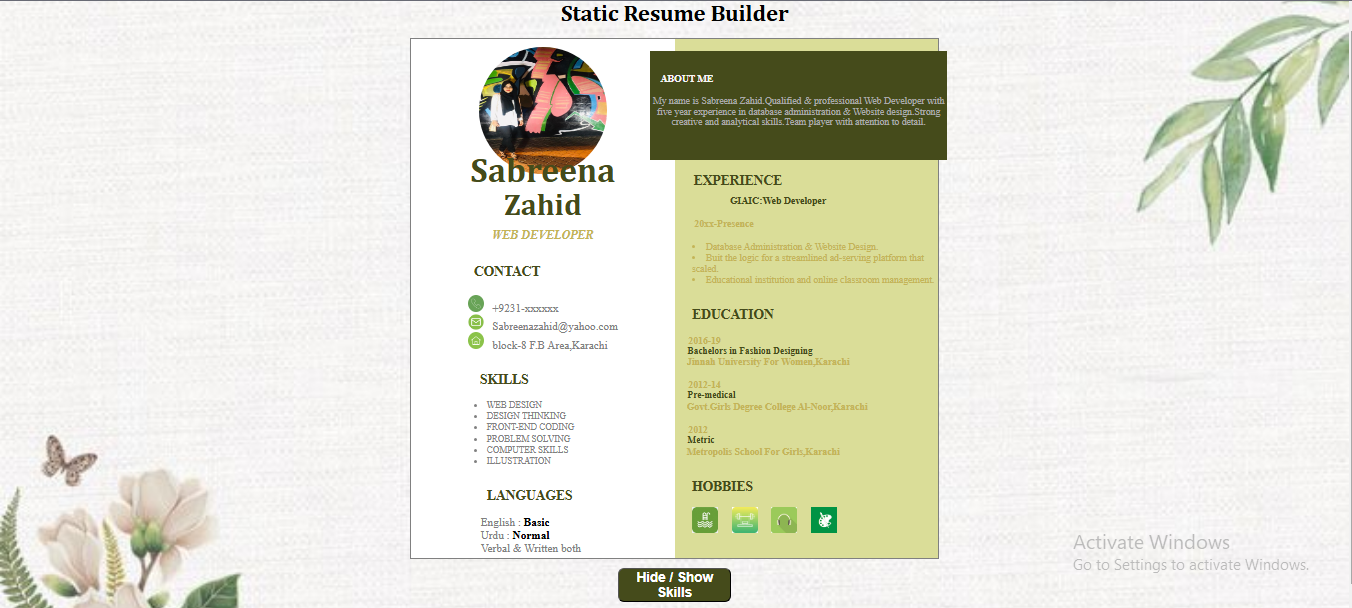 Static Resume Builder
Sabreena
Zahid
WEB DEVELOPER
CONTACT
+9231-xxxxxx
Sabreenazahid@yahoo.com
block-8 F.B Area,Karachi
SKILLS
• WEB DESIGN
• DESIGN THINKING
• FRONT-END CODING
• PROBLEM SOLVING
• COMPUTER SKILLS
• ILLUSTRATION
LANGUAGES
English : Basic
Urdu : Normal
Verbal & Written both
ABOUT ME
My name is Sabreena Zahid.Qualified & professional Web Developer with
five year experience in database administration & Website design.Strong
creative and analytical skills.Team player with attention to detail.
EXPERIENCE
GIAIC:Web Developer
20xx-Presence
• Database Administration & Website Design.
• Buit the logic for a streamlined ad-serving platform that
scaled.
• Educational institution and online classroom management.
EDUCATION
2016-19
Bachelors in Fashion Designing
Jinnah University For Women,Karachi
2012-14
Pre-medical
Govt.Girls Degree College Al-Noor,Karachi
2012
Metric
Metropolis School For Girls,Karachi
HOBBIES
Hide / Show
Skills
Activate Windows
Go to Settings to activate Windows.